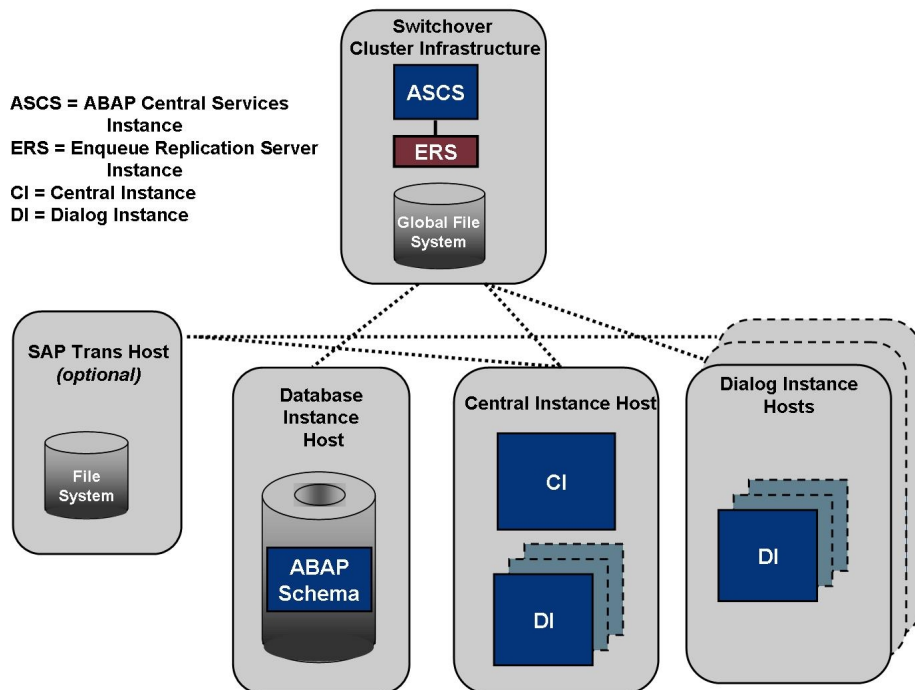 Switchover
Cluster Infrastructure
ASCS
ERS
Global File
System
ASCS = ABAP Central Services
Instance
ERS = Enqueue Replication Server
Instance
CI = Central Instance
DI = Dialog Instance
SAP Trans Host
(optional)
File
System
Database
Instance
Host
ABAP
Schema
Central Instance Host
CI
DI
Dialog Instance
Hosts
DI